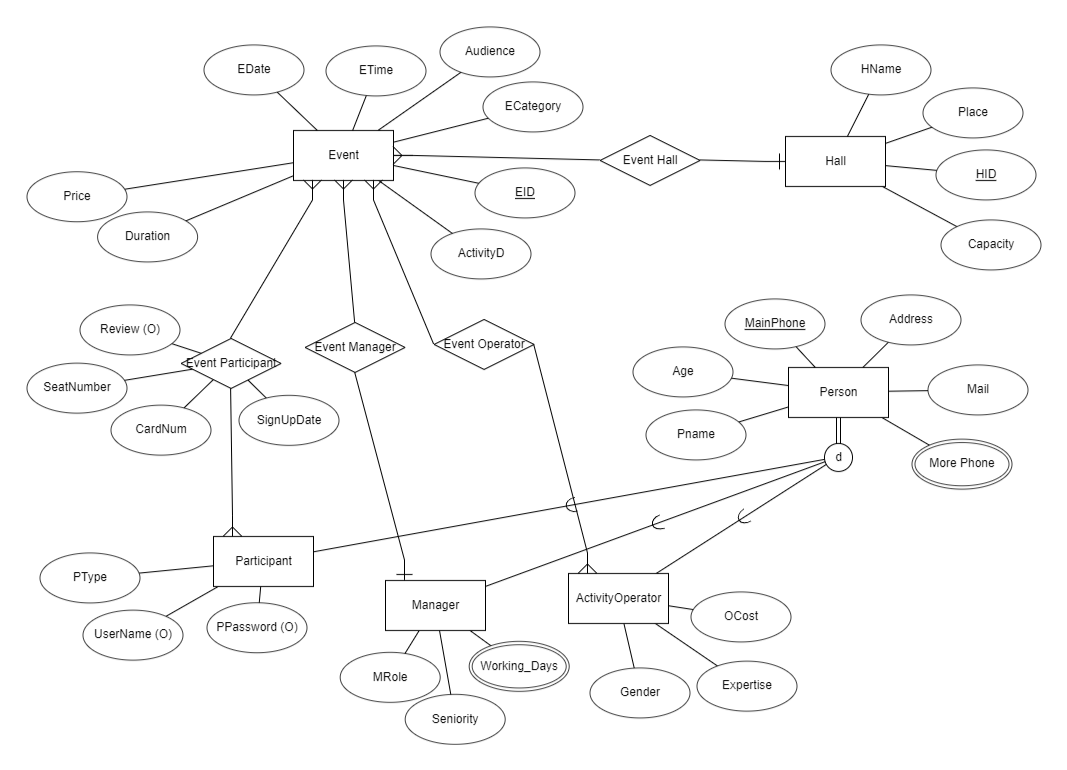 Audience
EDate
ETime
HName
ECategory
Place
Event
Event Hall
Hall
HID
EID
Price
Duration
Capacity
ActivityD
MainPhone
Address
Review (O)
Event Manager
Event Operator
Event Participant
Age
SeatNumber
Person
Mail
SignUpDate
CardNum
Pname
d
More Phone
Participant
PType
ActivityOperator
Manager
OCost
UserName (O)
PPassword (O)
Working_Days
MRole
Expertise
Gender
Seniority